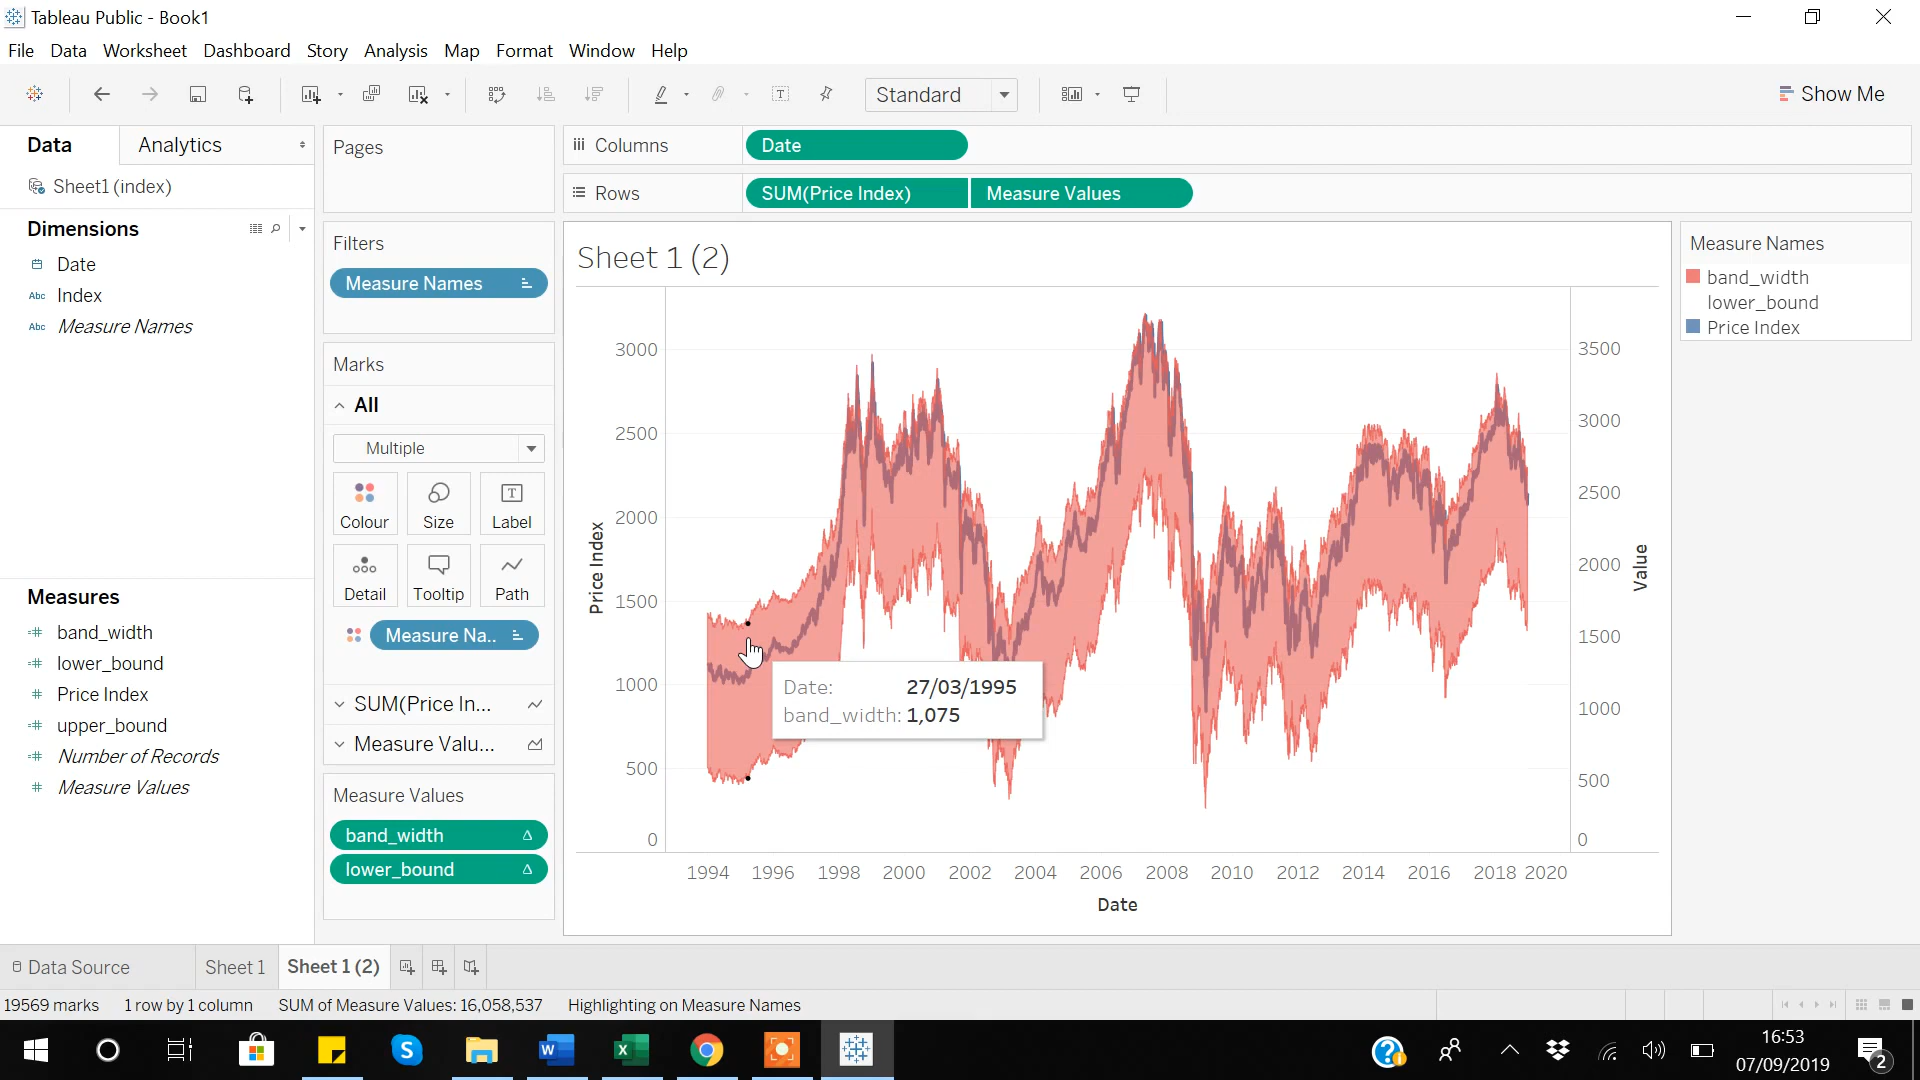 Tableau Public - Book1
File Data Worksheet Dashboard Story Analysis Map Format Window Help
Standard
Show Me
Data
Analytics
Sheet1 (index)
Dimensions
Date
Abc Index
Abc Measure Names
Measures
band_width
lower_bound
Price Index
upper_bound
Number of Records
Measure Values
Pages
Filters
Measure Names
Marks
All
Multiple
Colour Size Label
Detail Tooltip Path
Measure Na..
SUM(Price In...
Measure Valu...
Measure Values
band_width
lower_bound
Columns
Date
Rows
SUM(Price Index)
Measure Values
Sheet 1 (2)
Price Index
3000
2500
2000
1500
1000
500
0
3500
3000
2500
2000
1500
1000
500
0
Value
Date: 27/03/1995
band_width: 1,075
1994 1996 1998 2000 2002 2004 2006 2008 2010 2012 2014 2016 2018 2020
Date
Measure Names
band_width
lower_bound
Price Index
Data Source
Sheet 1
Sheet 1 (2)
19569 marks 1 row by 1 column SUM of Measure Values: 16,058,537 Highlighting on Measure Names
16:53
07/09/2019
2